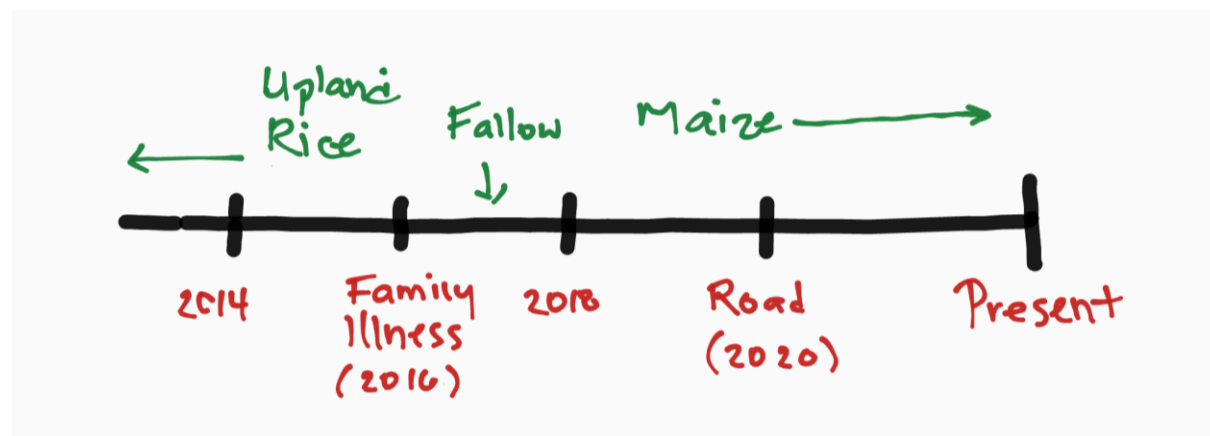 Upland
Rice
Fallow
Maize
2014
Family
Illness
(2016)
2018
Road
(2020)
Present